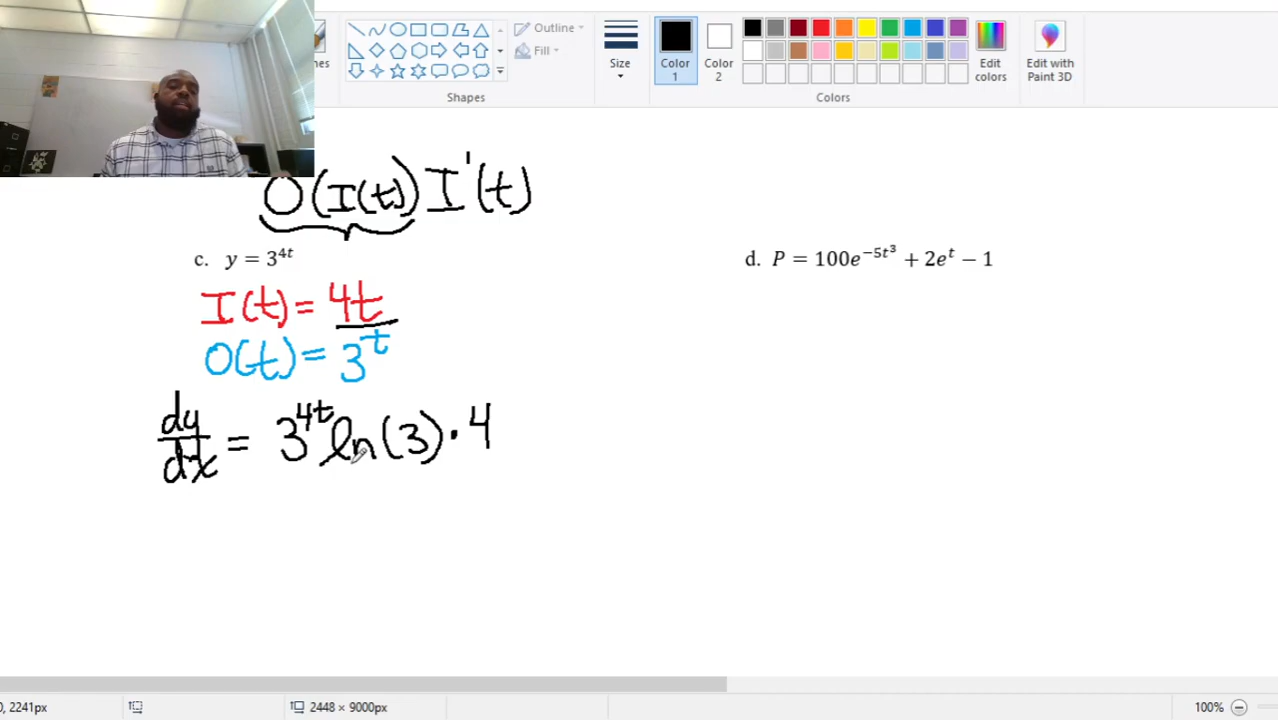 Outline
Fill
Size
Color 1
Color 2
Edit colors
Edit with Paint 3D
Shapes
Colors
O(I(t)) I'(t)
c. y = 3^{4t}
d. P = 100e^{-5t^3} + 2e^t − 1
I(t) = 4t
O(t) = 3^t
dy/dx = 3^{4t} ln(3) · 4
, 2241px
2448 × 9000px
100%